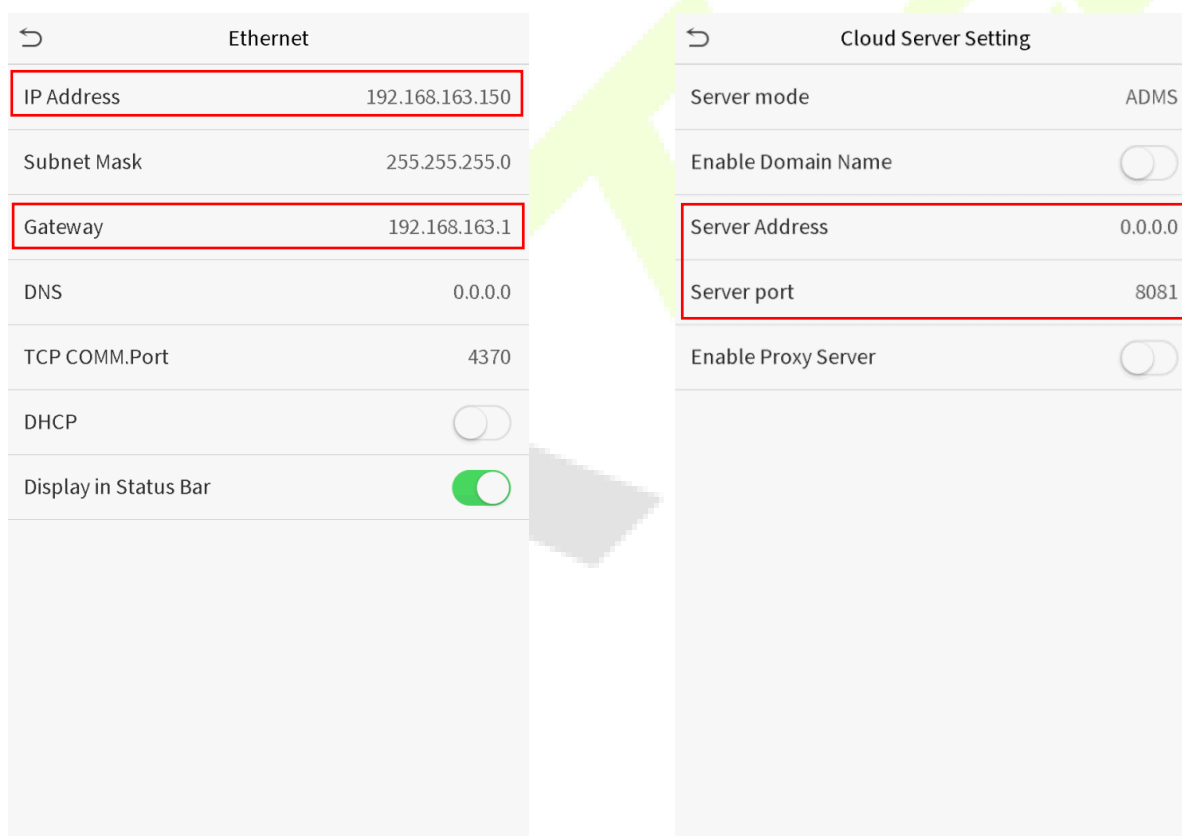 Ethernet
IP Address 192.168.163.150
Subnet Mask 255.255.255.0
Gateway 192.168.163.1
DNS 0.0.0.0
TCP COMM.Port 4370
DHCP
Display in Status Bar
Cloud Server Setting
Server mode ADMS
Enable Domain Name
Server Address 0.0.0.0
Server port 8081
Enable Proxy Server